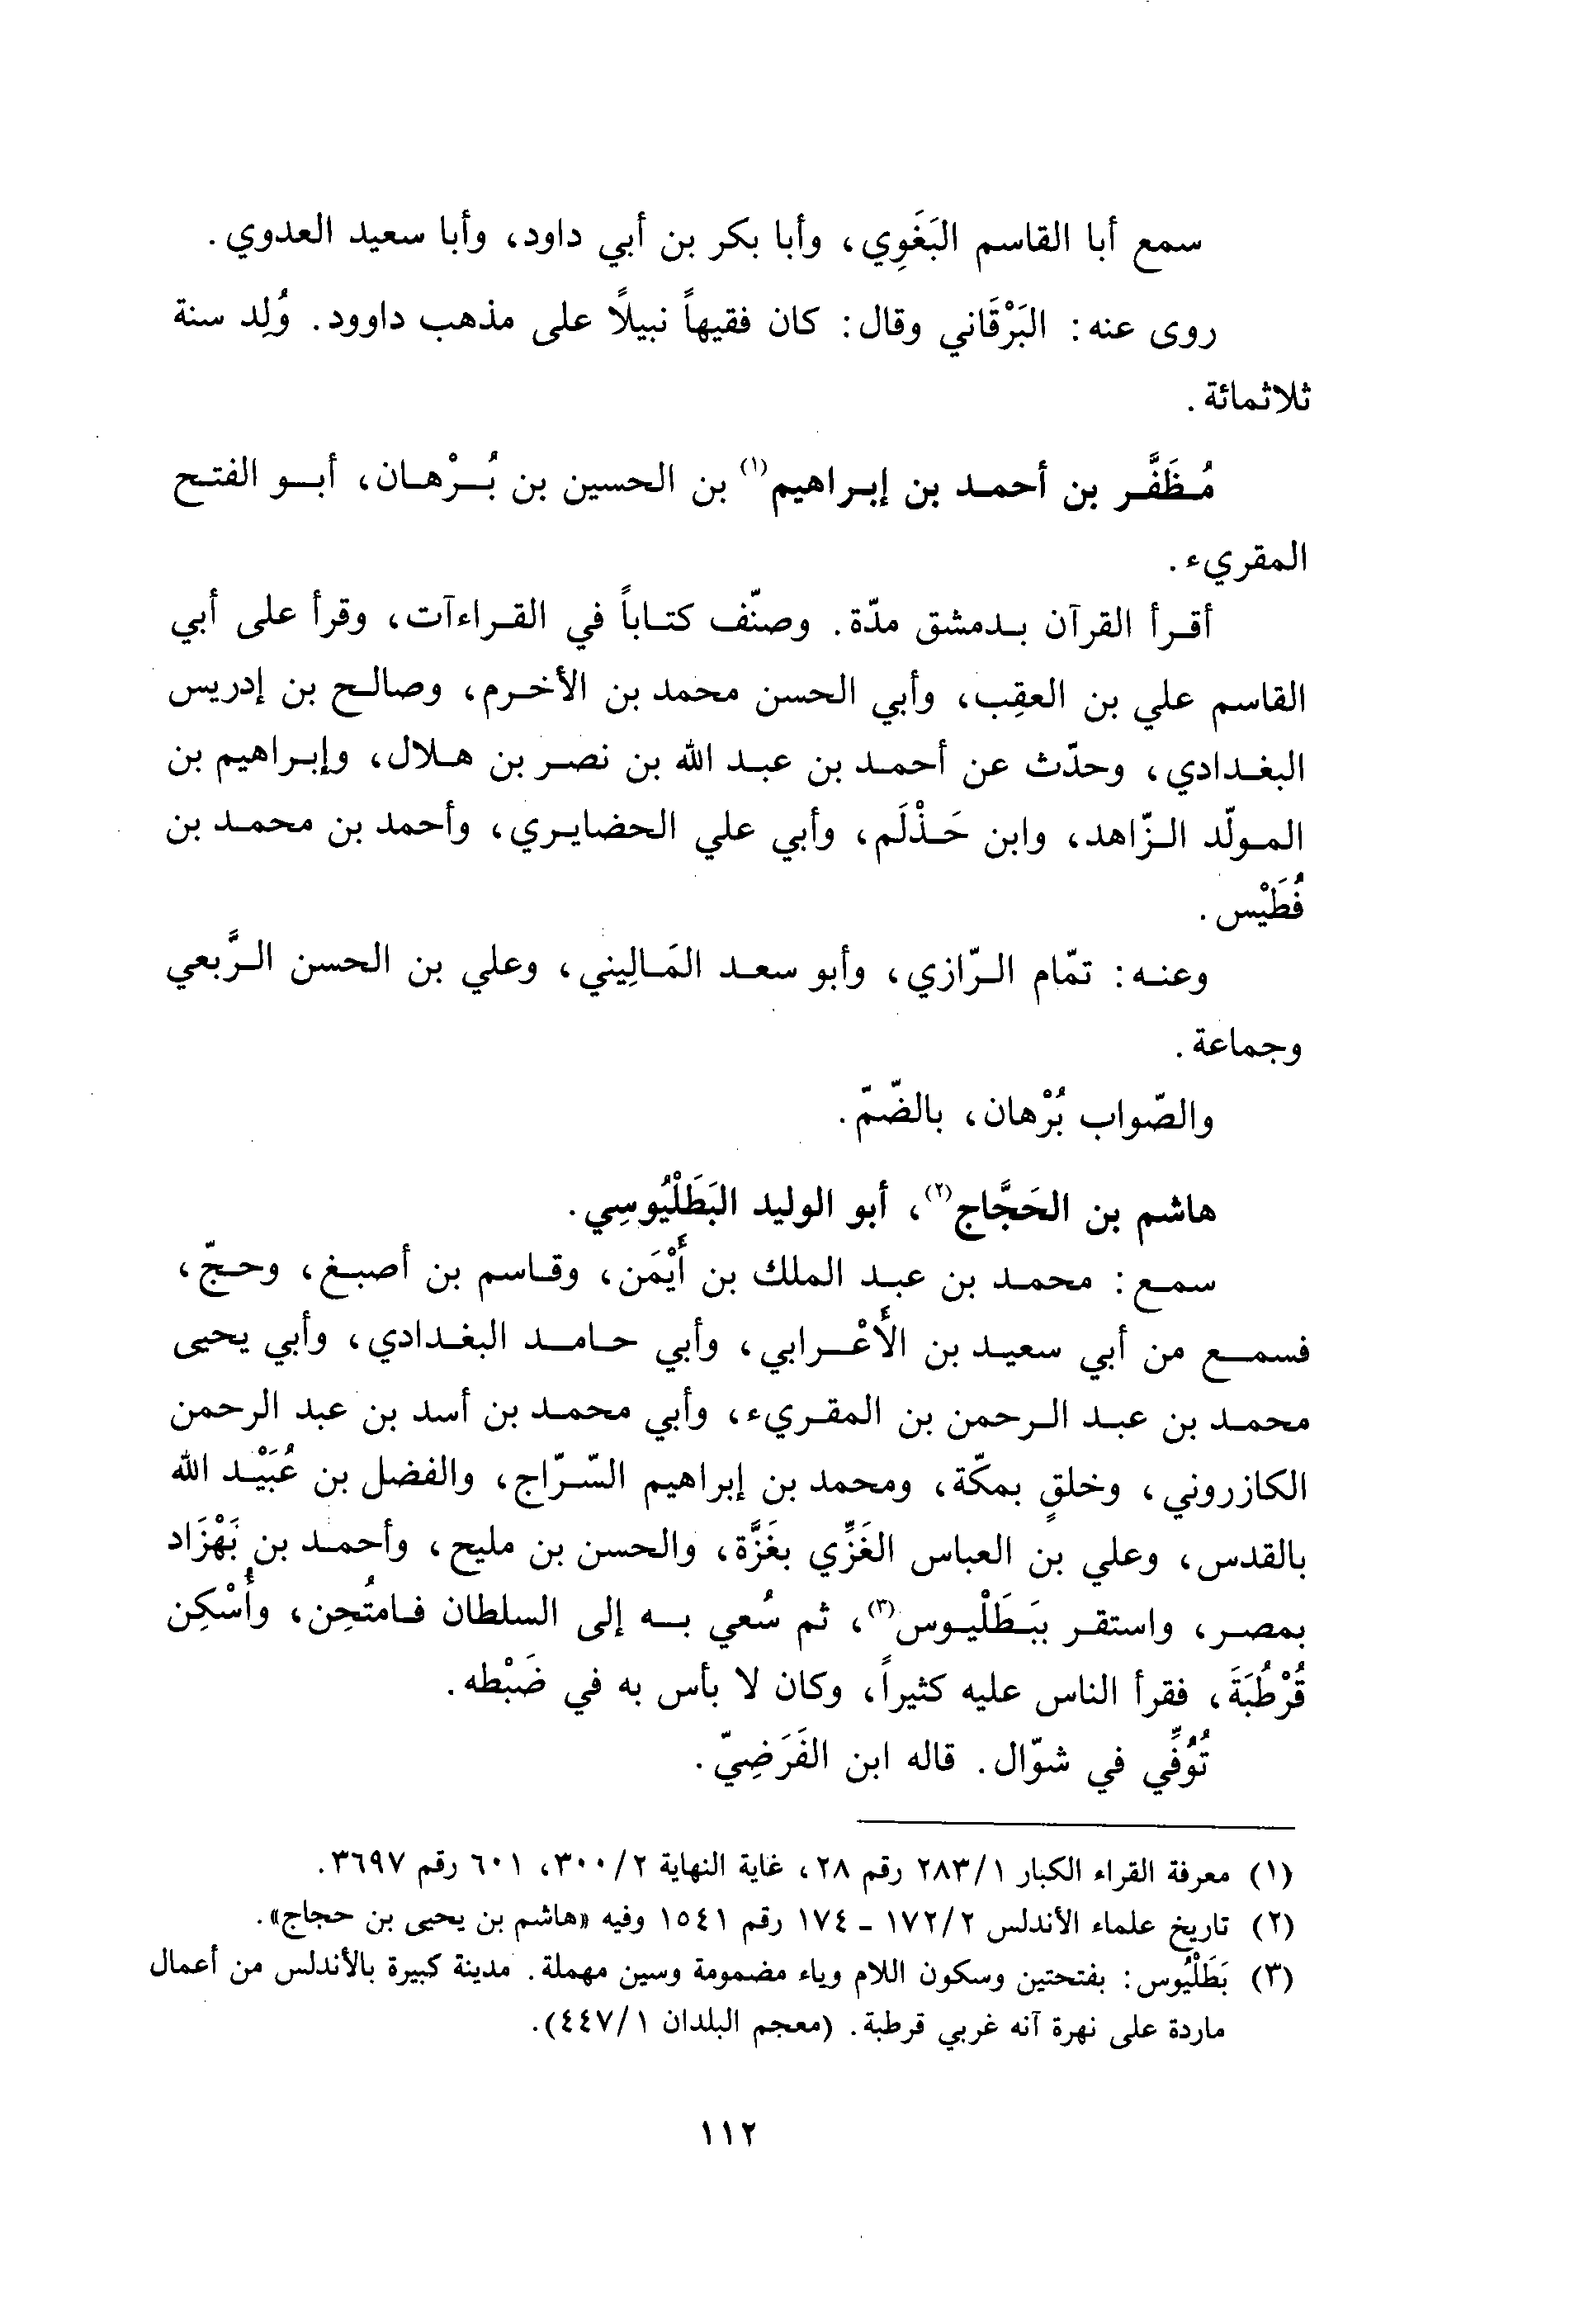 سمع أبا القاسم البَغَوِي، وأبا بكر بن أبي داود، وأبا سعيد العدوي.
روى عنه: البَرْقَاني وقال: كان فقيهاً نبيلاً على مذهب داوود. وُلِد سنة
ثلاثمائة.
مُظَفَّر بن أحمد بن إبراهيم(١) بن الحسين بن بُرْهان، أبو الفتح
المقريء.
أقرأ القرآن بدمشق مدّة. وصنّف كتاباً في القراءآت، وقرأ على أبي
القاسم علي بن العقِب، وأبي الحسن محمد بن الأخرم، وصالح بن إدريس
البغدادي، وحدّث عن أحمد بن عبد الله بن نصر بن هلال، وإبراهيم بن
المولّد الزّاهد، وابن حَذْلَم، وأبي علي الحضايري، وأحمد بن محمد بن
فُطَيْس.
وعنه: تمّام الرّازي، وأبو سعد المَالِيني، وعلي بن الحسن الرَّبعي
وجماعة.
والصّواب بُرْهان، بالضّمّ.
هاشم بن الحَجَّاج(٢)، أبو الوليد البَطَلْيُوسِي.
سمع: محمد بن عبد الملك بن أَيْمَن، وقاسم بن أصبغ، وحجّ،
فسمع من أبي سعيد بن الأَعْرابي، وأبي حامد البغدادي، وأبي يحيى
محمد بن عبد الرحمن بن المقريء، وأبي محمد بن أسد بن عبد الرحمن
الكازروني، وخلقٍ بمكّة، ومحمد بن إبراهيم السّرّاج، والفضل بن عُبَيْد الله
بالقدس، وعلي بن العباس الغَزِّي بغَزَّة، والحسن بن مليح، وأحمد بن بَهْزَاد
بمصر، واستقر ببَطَلْيوس(٣)، ثم سُعي به إلى السلطان فامتُحِن، وأُسْكِن
قُرْطُبَةَ، فقرأ الناس عليه كثيراً، وكان لا بأس به في ضَبْطه.
تُوُفِّي في شوّال. قاله ابن الفَرَضِيّ.
(١) معرفة القراء الكبار ٢٨٣/١ رقم ٢٨، غاية النهاية ٣٠٠/٢، ٦٠١ رقم ٣٦٩٧.
(٢) تاريخ علماء الأندلس ١٧٢/٢ - ١٧٤ رقم ١٥٤١ وفيه «هاشم بن يحيى بن حجاج».
(٣) بَطَلْيُوس: بفتحتين وسكون اللام وياء مضمومة وسين مهملة. مدينة كبيرة بالأندلس من أعمال
ماردة على نهرة آنه غربي قرطبة. (معجم البلدان ٤٤٧/١).
١١٢